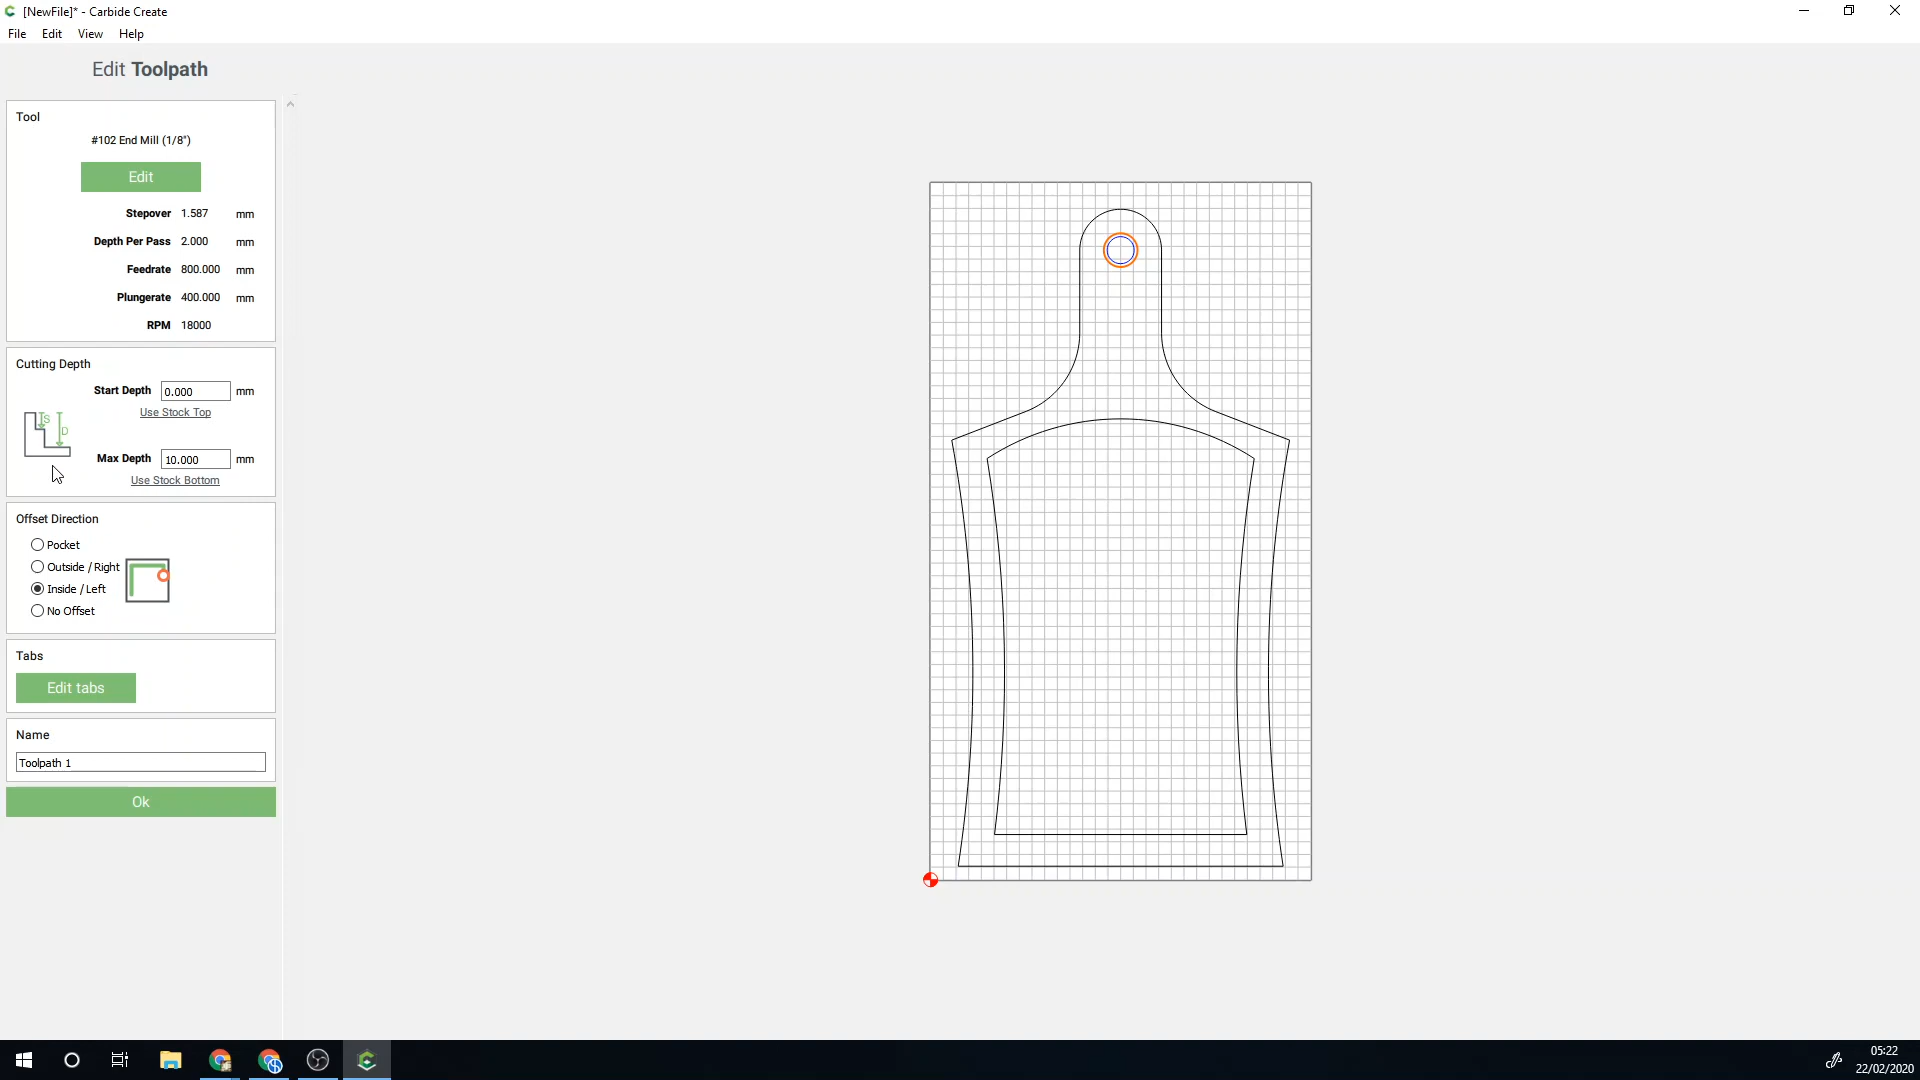 [NewFile]* - Carbide Create
File Edit View Help
Edit Toolpath
Tool
#102 End Mill (1/8")
Edit
Stepover 1.587 mm
Depth Per Pass 2.000 mm
Feedrate 800.000 mm
Plungerate 400.000 mm
RPM 18000
Cutting Depth
Start Depth 0.000 mm
Use Stock Top
S
D
Max Depth 10.000 mm
Use Stock Bottom
Offset Direction
Pocket
Outside / Right
Inside / Left
No Offset
Tabs
Edit tabs
Name
Toolpath 1
Ok
05:22
22/02/2020